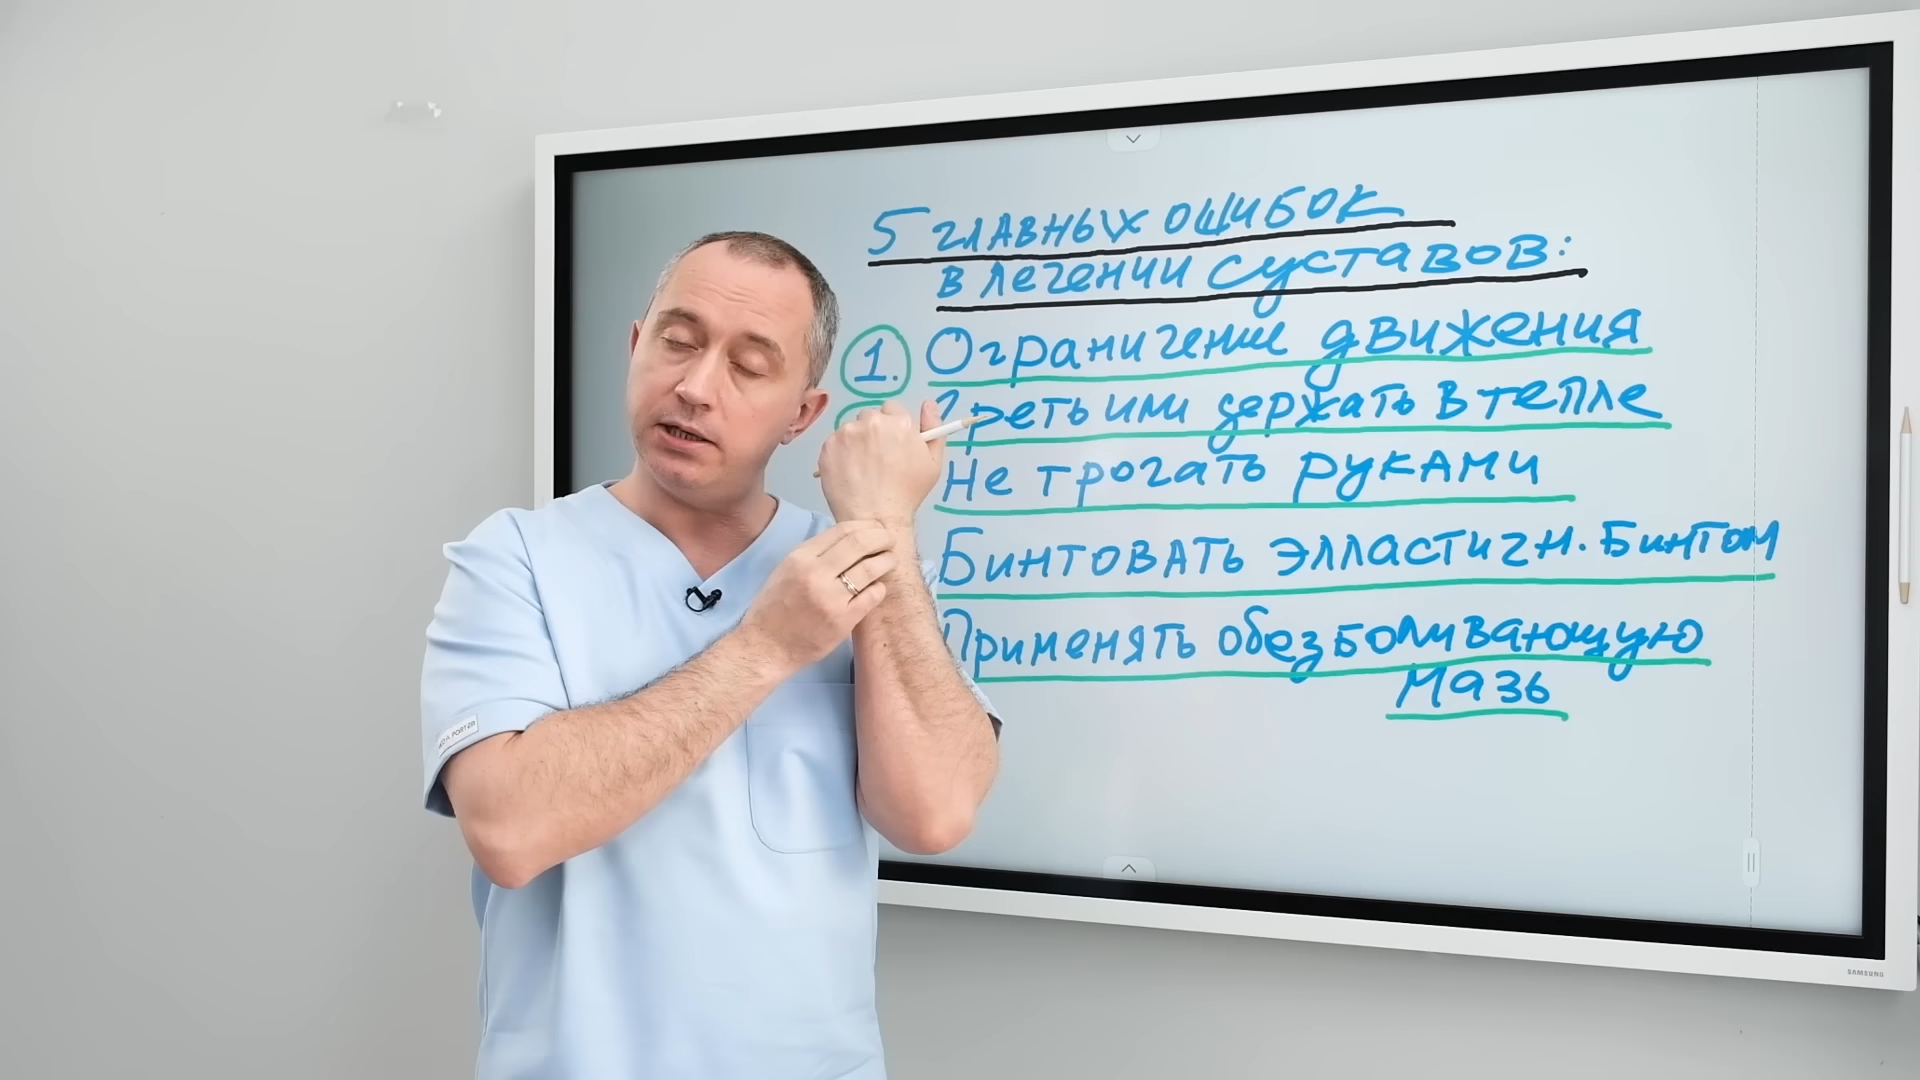 5 главных ошибок
в лечении суставов:
1. Ограничение движения
Греть или держать в тепле
Не трогать руками
Бинтовать элластичн. бинтом
Применять обезболивающую
мазь
SAMSUNG